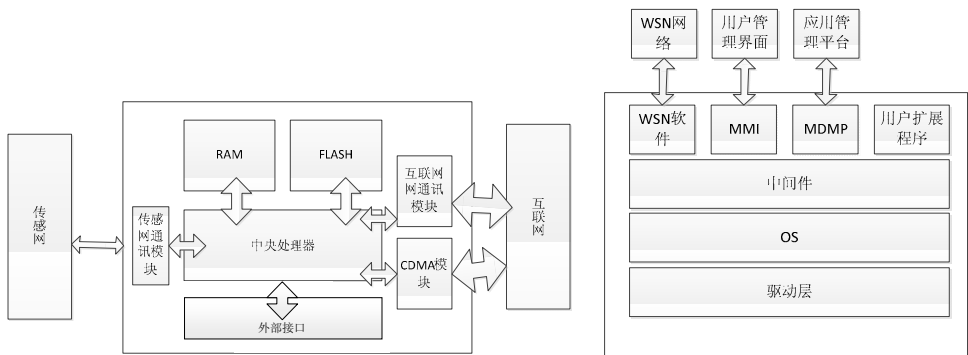 传感网
传感
网通
讯模
块
RAM
FLASH
中央处理器
外部接口
互联网
网通讯
模块
CDMA模
块
互联网
WSN网
络
用户管
理界面
应用管
理平台
WSN软
件
MMI
MDMP
用户扩展
程序
中间件
OS
驱动层